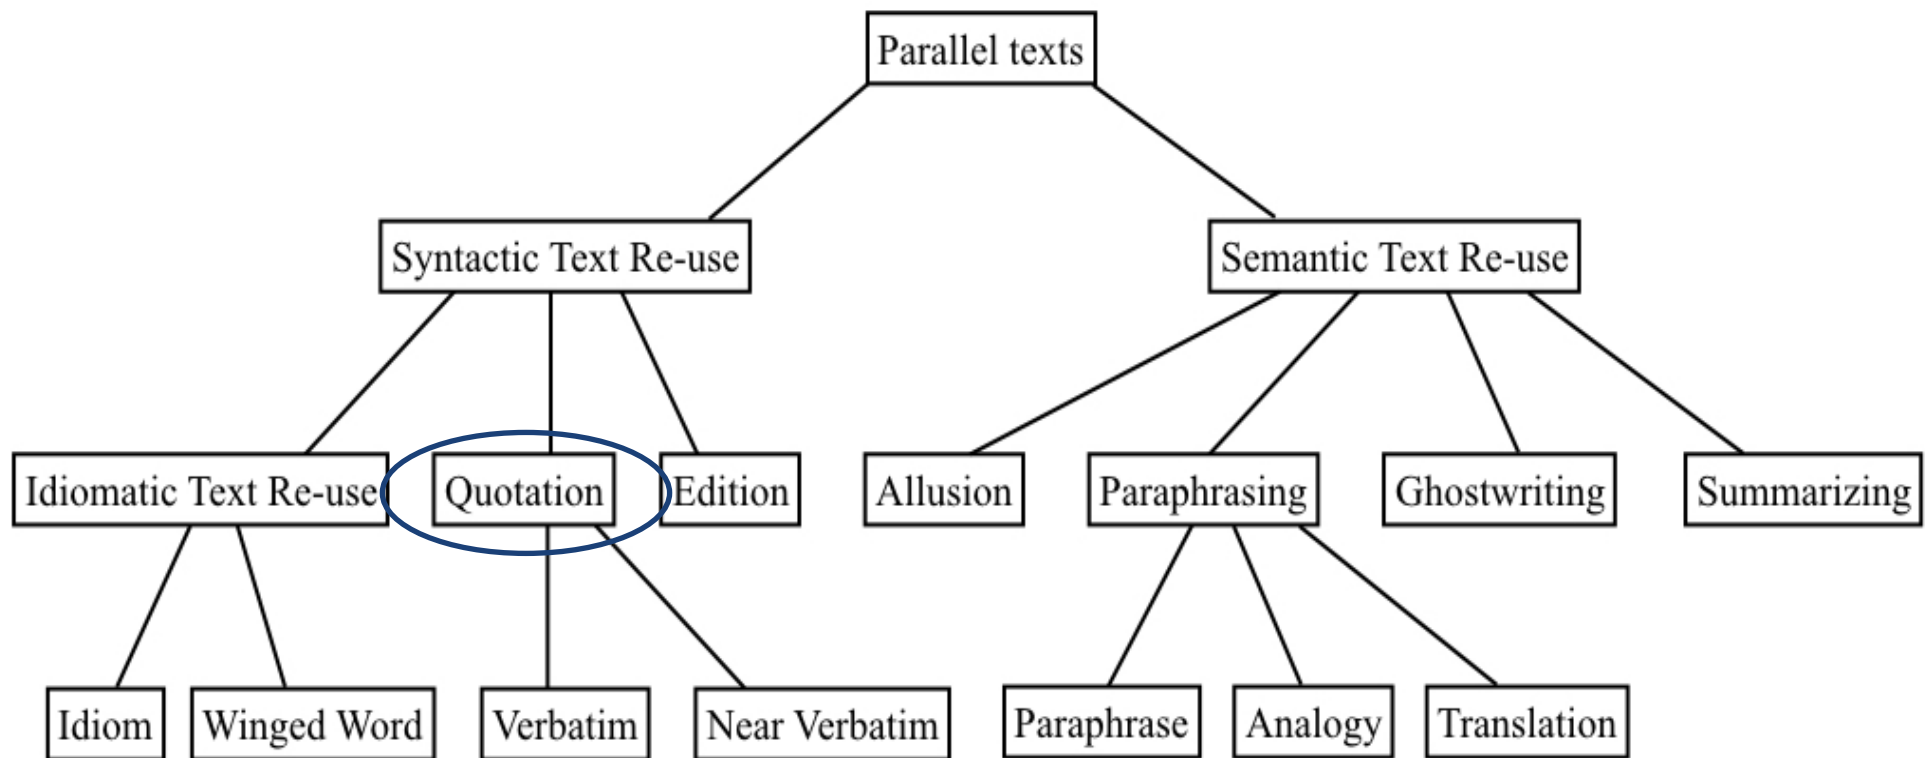 Parallel texts
Syntactic Text Re-use
Semantic Text Re-use
Idiomatic Text Re-use
Quotation
Edition
Allusion
Paraphrasing
Ghostwriting
Summarizing
Idiom
Winged Word
Verbatim
Near Verbatim
Paraphrase
Analogy
Translation